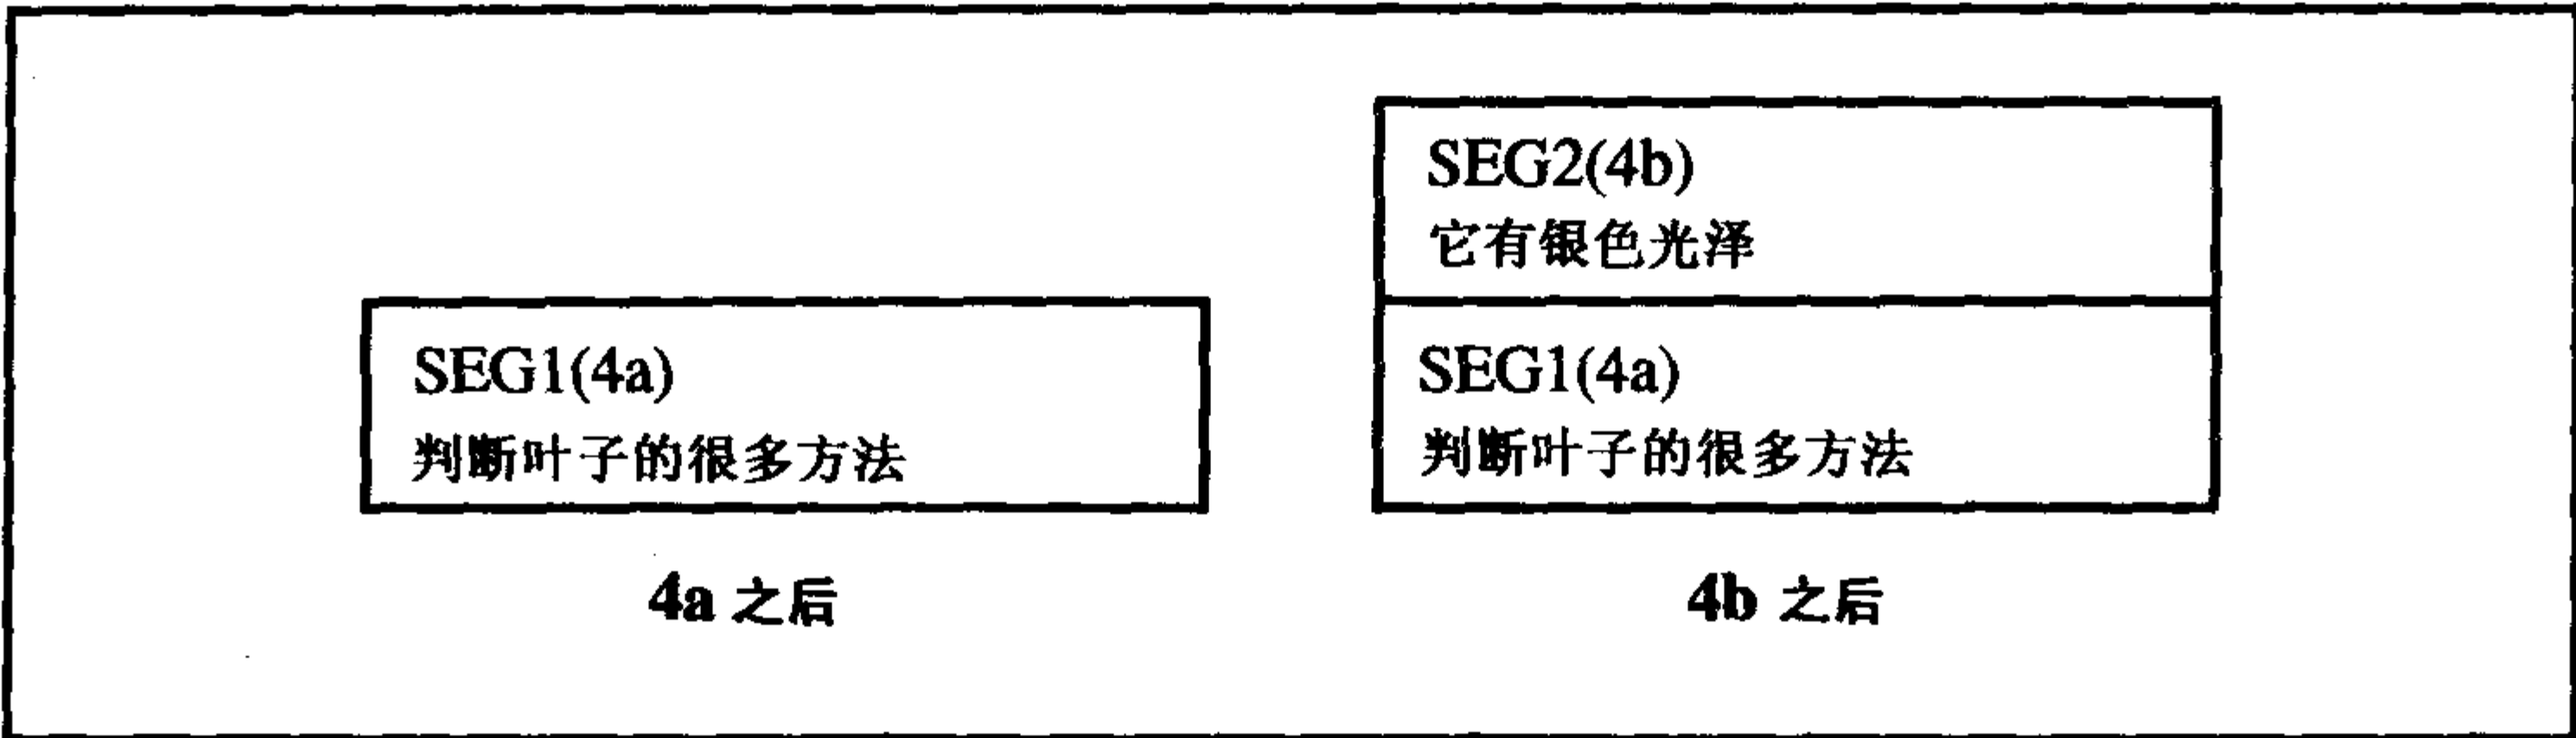 SEG1(4a)
判断叶子的很多方法
4a 之后
SEG2(4b)
它有银色光泽
SEG1(4a)
判断叶子的很多方法
4b 之后